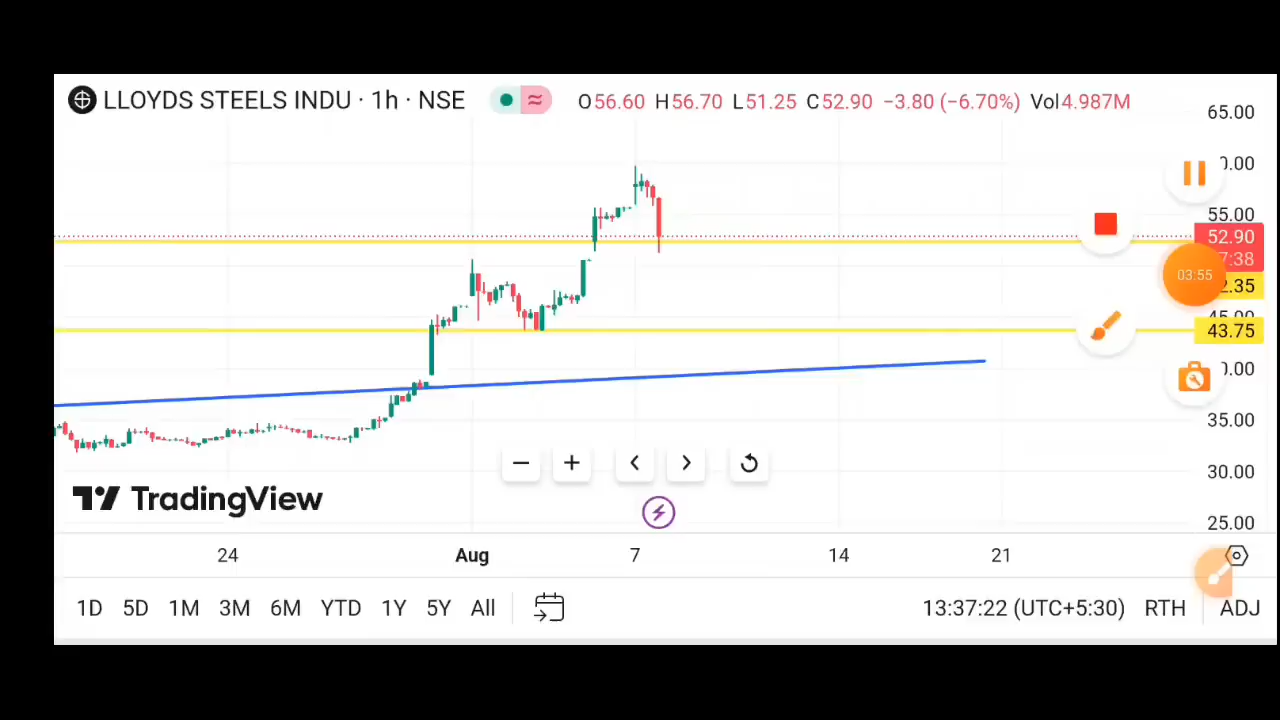 LLOYDS STEELS INDU · 1h · NSE O56.60 H56.70 L51.25 C52.90 −3.80 (−6.70%) Vol4.987M
65.00
55.00
52.90
03:55
43.75
35.00
30.00
TradingView
25.00
24 Aug 7 14 21
1D 5D 1M 3M 6M YTD 1Y 5Y All 13:37:22 (UTC+5:30) RTH ADJ